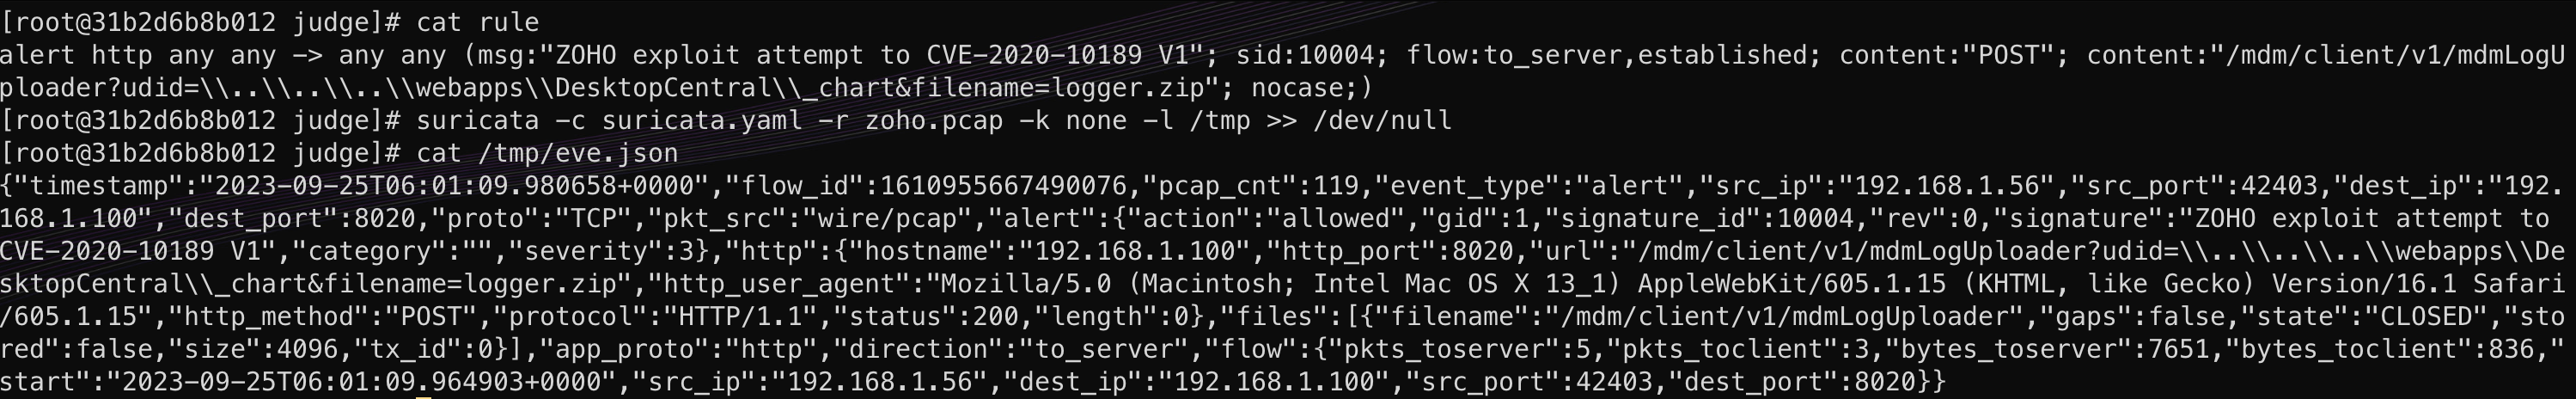 [root@31b2d6b8b012 judge]# cat rule
alert http any any -> any any (msg:"ZOHO exploit attempt to CVE-2020-10189 V1"; sid:10004; flow:to_server,established; content:"POST"; content:"/mdm/client/v1/mdmLogU
ploader?udid=\\..\\..\\..\\webapps\\DesktopCentral\\_chart&filename=logger.zip"; nocase;)
[root@31b2d6b8b012 judge]# suricata -c suricata.yaml -r zoho.pcap -k none -l /tmp >> /dev/null
[root@31b2d6b8b012 judge]# cat /tmp/eve.json
{"timestamp":"2023-09-25T06:01:09.980658+0000","flow_id":1610955667490076,"pcap_cnt":119,"event_type":"alert","src_ip":"192.168.1.56","src_port":42403,"dest_ip":"192.
168.1.100","dest_port":8020,"proto":"TCP","pkt_src":"wire/pcap","alert":{"action":"allowed","gid":1,"signature_id":10004,"rev":0,"signature":"ZOHO exploit attempt to
CVE-2020-10189 V1","category":"","severity":3},"http":{"hostname":"192.168.1.100","http_port":8020,"url":"/mdm/client/v1/mdmLogUploader?udid=\\..\\..\\..\\webapps\\De
sktopCentral\\_chart&filename=logger.zip","http_user_agent":"Mozilla/5.0 (Macintosh; Intel Mac OS X 13_1) AppleWebKit/605.1.15 (KHTML, like Gecko) Version/16.1 Safari
/605.1.15","http_method":"POST","protocol":"HTTP/1.1","status":200,"length":0},"files":[{"filename":"/mdm/client/v1/mdmLogUploader","gaps":false,"state":"CLOSED","sto
red":false,"size":4096,"tx_id":0}],"app_proto":"http","direction":"to_server","flow":{"pkts_toserver":5,"pkts_toclient":3,"bytes_toserver":7651,"bytes_toclient":836,"
start":"2023-09-25T06:01:09.964903+0000","src_ip":"192.168.1.56","dest_ip":"192.168.1.100","src_port":42403,"dest_port":8020}}